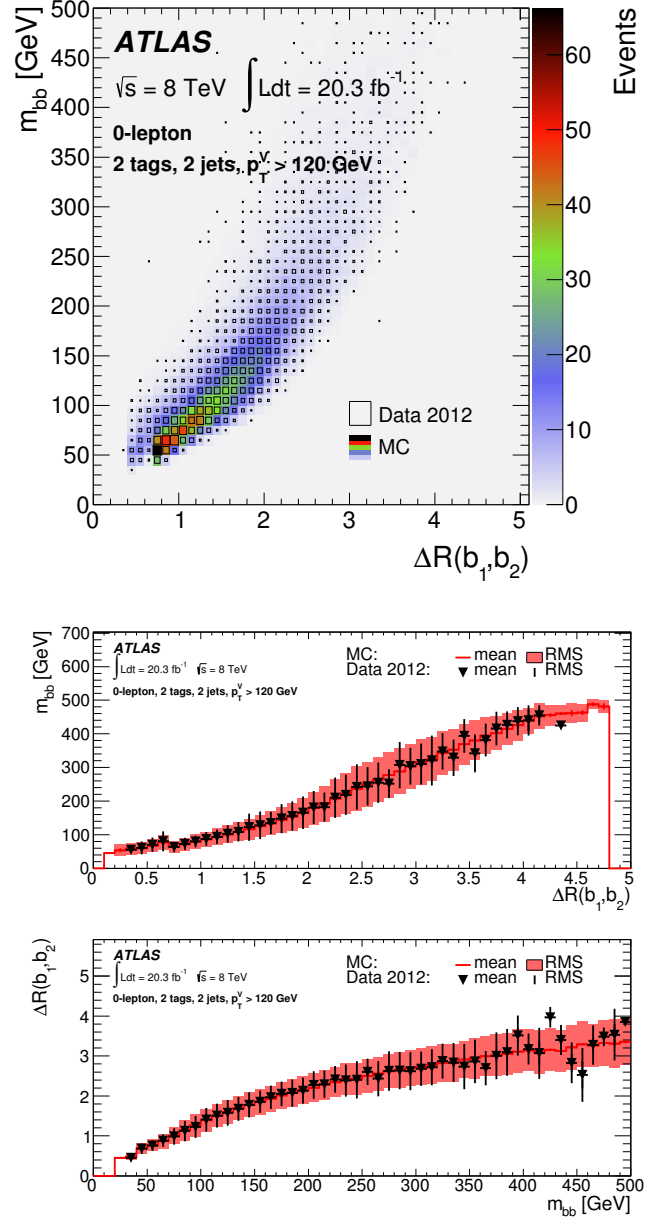 ATLAS
√s = 8 TeV ∫Ldt = 20.3 fb⁻¹
0-lepton
2 tags, 2 jets, p_T^V > 120 GeV
m_bb [GeV]
500
450
400
350
300
250
200
150
100
50
0
0 1 2 3 4 5
ΔR(b_1,b_2)
Data 2012
MC
Events
60
50
40
30
20
10
0
ATLAS
∫Ldt = 20.3 fb⁻¹ √s = 8 TeV
0-lepton, 2 tags, 2 jets, p_T^V > 120 GeV
MC: mean RMS
Data 2012: mean RMS
m_bb [GeV]
700
600
500
400
300
200
100
0
0 0.5 1 1.5 2 2.5 3 3.5 4 4.5 5
ΔR(b_1,b_2)
ATLAS
∫Ldt = 20.3 fb⁻¹ √s = 8 TeV
0-lepton, 2 tags, 2 jets, p_T^V > 120 GeV
MC: mean RMS
Data 2012: mean RMS
ΔR(b_1,b_2)
5
4
3
2
1
0
0 50 100 150 200 250 300 350 400 450 500
m_bb [GeV]